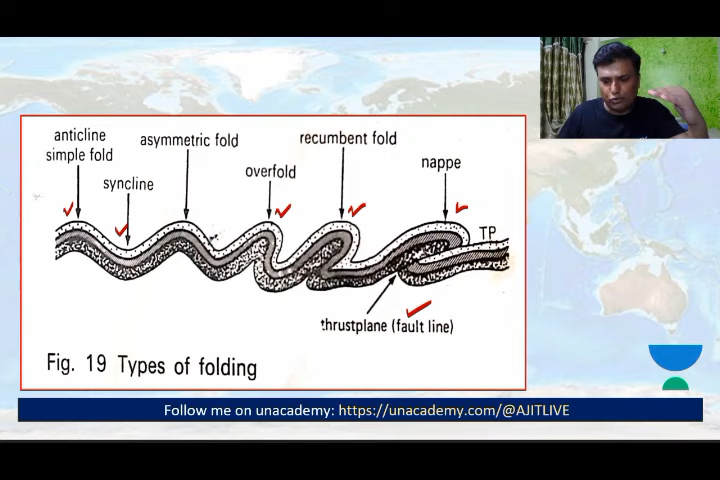 anticline
simple fold
syncline
asymmetric fold
overfold
recumbent fold
nappe
TP
thrustplane (fault line)
Fig. 19 Types of folding
Follow me on unacademy: https://unacademy.com/@AJITLIVE